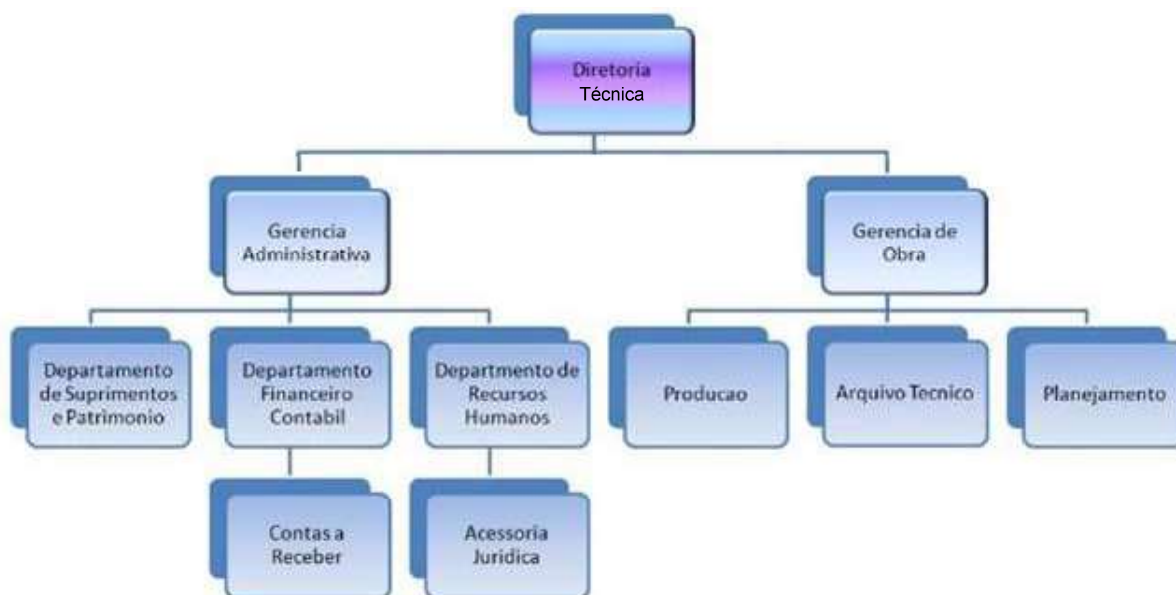 Diretoria
Técnica
Gerencia
Administrativa
Gerencia de
Obra
Departamento
de Suprimentos
e Patrimonio
Departamento
Financeiro
Contabil
Departmento de
Recursos
Humanos
Producao
Arquivo Tecnico
Planejamento
Contas a
Receber
Acessoria
Juridica